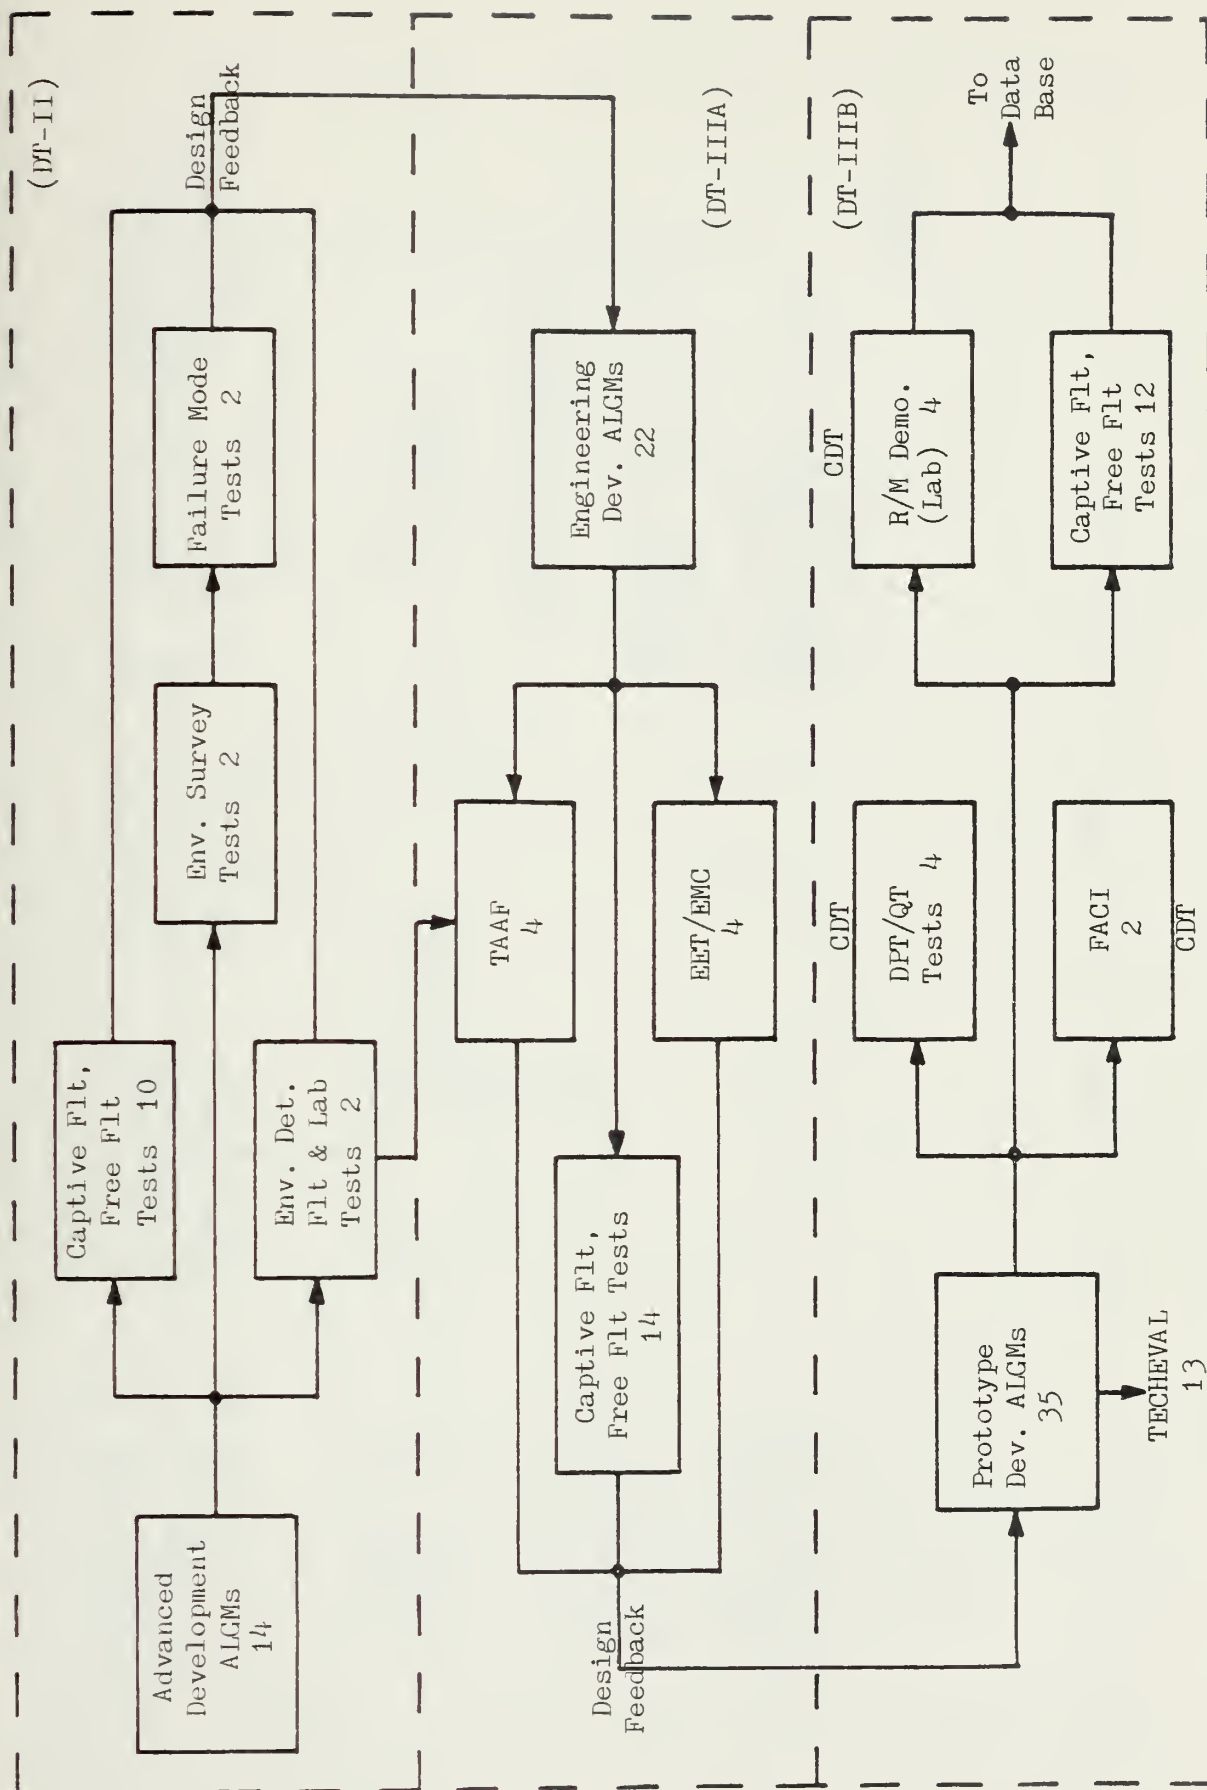 (DT-II)
Advanced
Development
ALGMs
14
Captive Flt,
Free Flt
Tests 10
Env. Det.
Flt & Lab
Tests 2
Env. Survey
Tests 2
Failure Mode
Tests 2
Design
Feedback
(DT-IIIA)
Engineering
Dev. ALGMs
22
TAAF
4
EET/EMC
4
Captive Flt,
Free Flt Tests
14
Design
Feedback
(DT-IIIB)
Prototype
Dev. ALGMs
35
TECHEVAL
13
CDT
DPT/QT
Tests 4
FACI
2
CDT
CDT
R/M Demo.
(Lab) 4
Captive Flt,
Free Flt
Tests 12
To
Data
Base